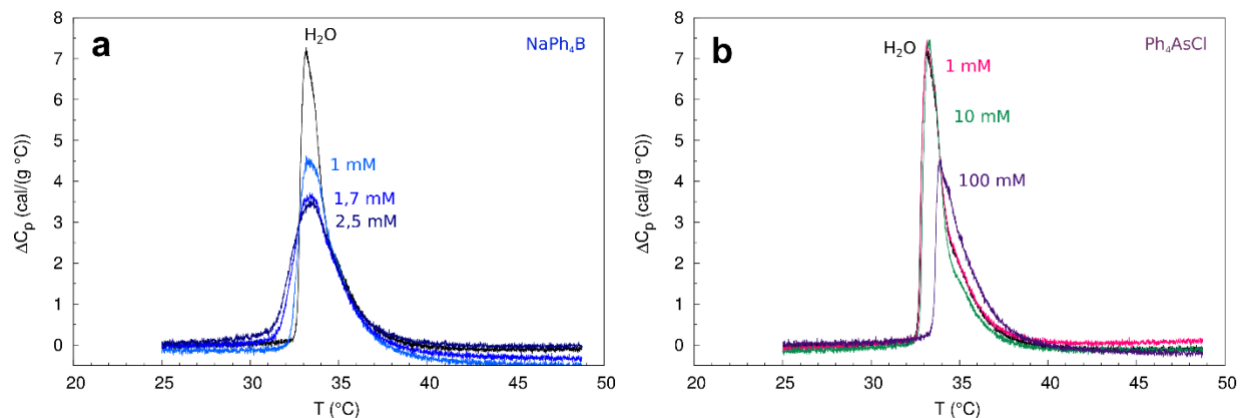 a
H2O
NaPh4B
1 mM
1,7 mM
2,5 mM
ΔCp (cal/(g °C))
8
7
6
5
4
3
2
1
0
20
25
30
35
40
45
50
T (°C)
b
H2O
Ph4AsCl
1 mM
10 mM
100 mM
ΔCp (cal/(g °C))
8
7
6
5
4
3
2
1
0
20
25
30
35
40
45
50
T (°C)